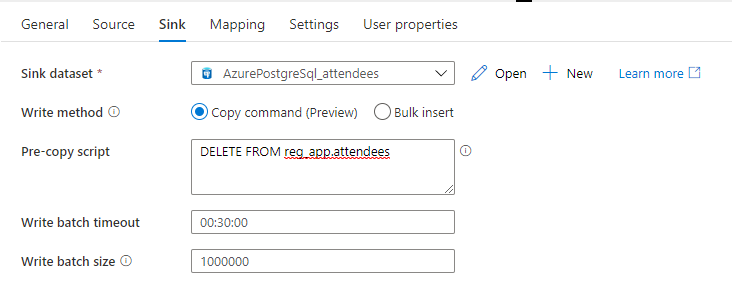 General Source Sink Mapping Settings User properties
Sink dataset * AzurePostgreSql_attendees Open New Learn more
Write method Copy command (Preview) Bulk insert
Pre-copy script DELETE FROM reg_app.attendees
Write batch timeout 00:30:00
Write batch size 1000000